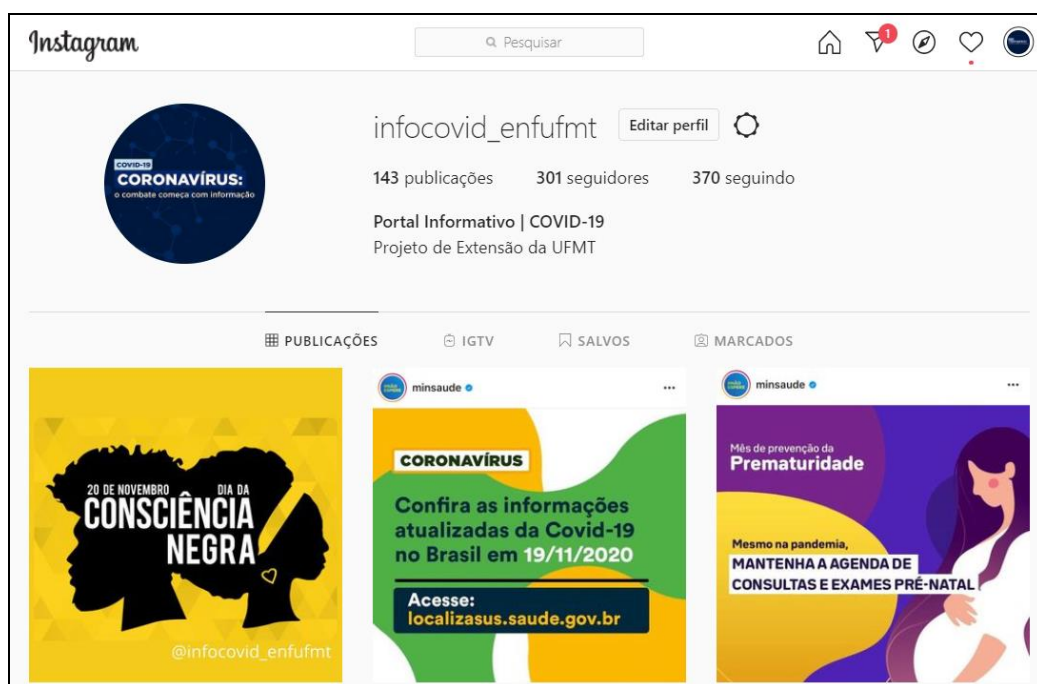 Instagram
Pesquisar
1
COVID-19
CORONAVÍRUS:
o combate começa com informação
infocovid_enfufmt
Editar perfil
143 publicações 301 seguidores 370 seguindo
Portal Informativo | COVID-19
Projeto de Extensão da UFMT
PUBLICAÇÕES IGTV SALVOS MARCADOS
20 DE NOVEMBRO DIA DA
CONSCIÊNCIA
NEGRA
@infocovid_enfufmt
minsaude
CORONAVÍRUS
Confira as informações
atualizadas da Covid-19
no Brasil em 19/11/2020
Acesse:
localizasus.saude.gov.br
minsaude
Mês de prevenção da
Prematuridade
Mesmo na pandemia,
MANTENHA A AGENDA DE
CONSULTAS E EXAMES PRÉ-NATAL